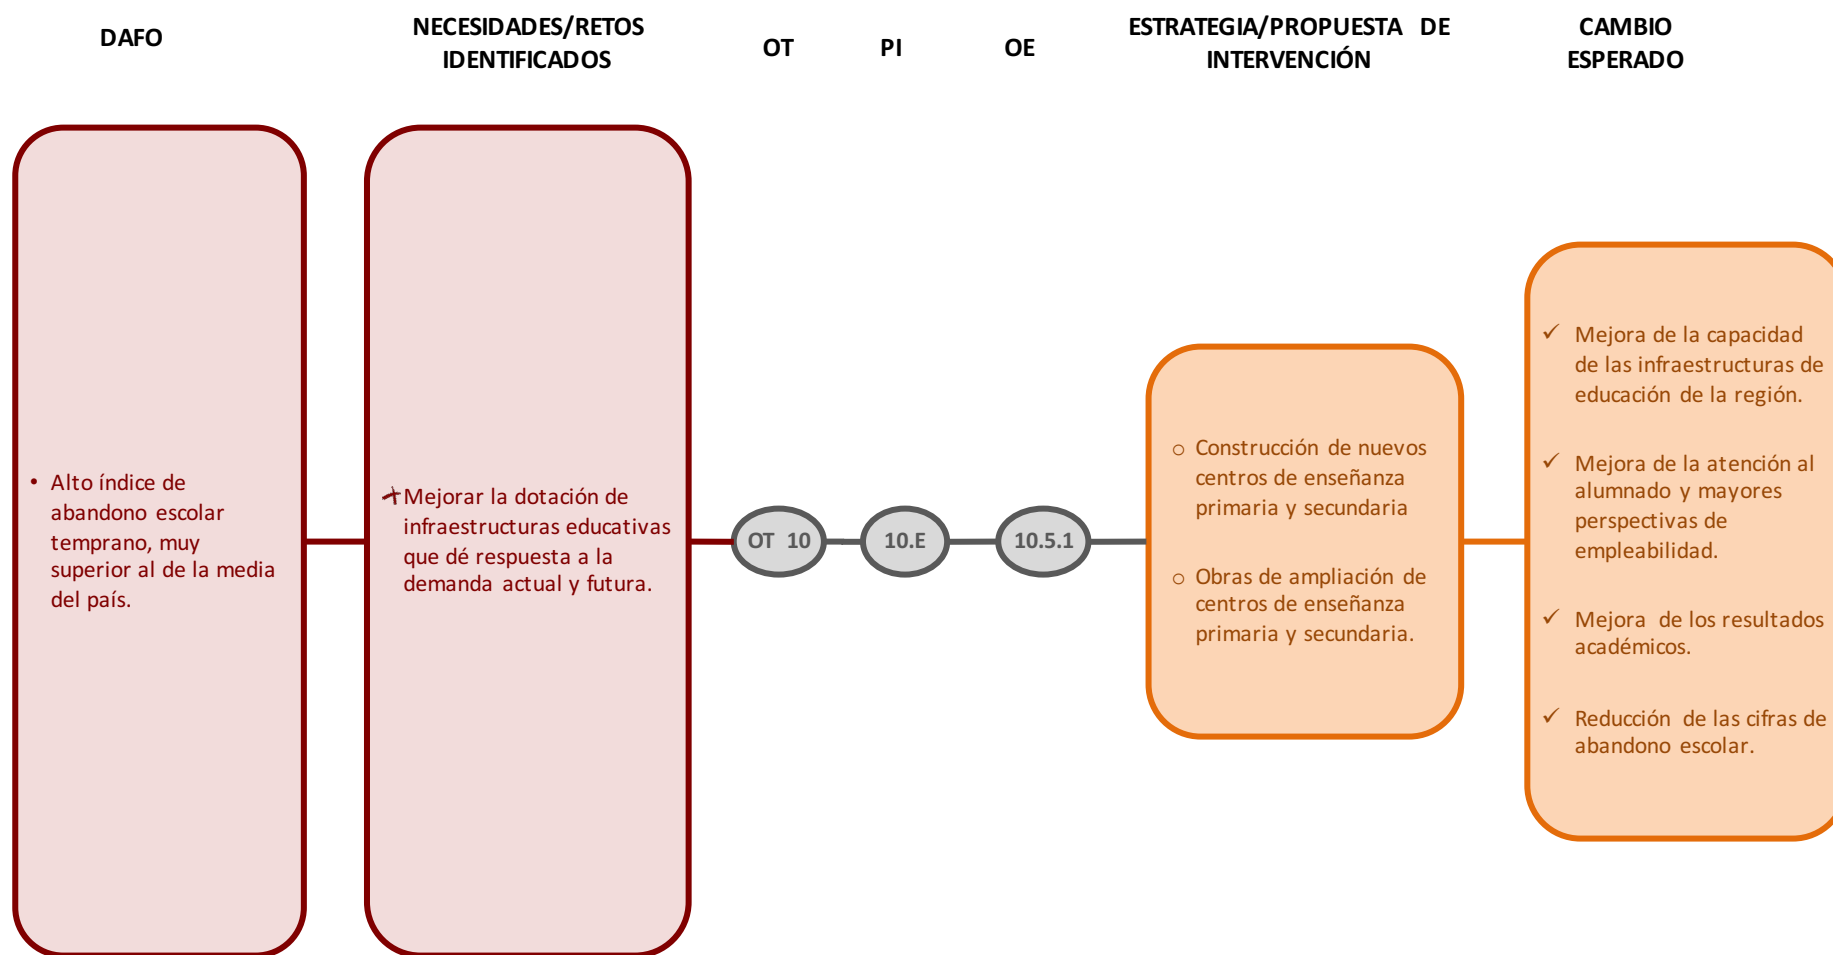 DAFO
NECESIDADES/RETOS
IDENTIFICADOS
OT
PI
OE
ESTRATEGIA/PROPUESTA DE
INTERVENCIÓN
CAMBIO
ESPERADO
• Alto índice de
abandono escolar
temprano, muy
superior al de la media
del país.
Mejorar la dotación de
infraestructuras educativas
que dé respuesta a la
demanda actual y futura.
OT 10
10.E
10.5.1
o Construcción de nuevos
centros de enseñanza
primaria y secundaria
o Obras de ampliación de
centros de enseñanza
primaria y secundaria.
✓ Mejora de la capacidad
de las infraestructuras de
educación de la región.
✓ Mejora de la atención al
alumnado y mayores
perspectivas de
empleabilidad.
✓ Mejora de los resultados
académicos.
✓ Reducción de las cifras de
abandono escolar.